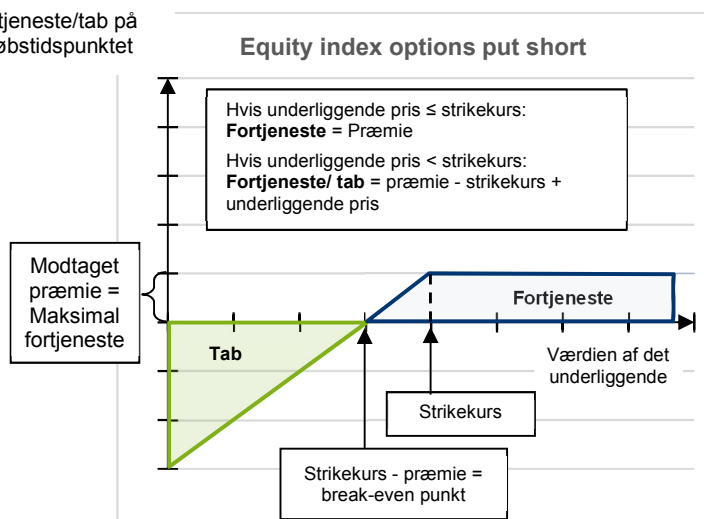 tjeneste/tab på
øbstidspunktet
Equity index options put short
Hvis underliggende pris ≤ strikekurs:
Fortjeneste = Præmie
Hvis underliggende pris < strikekurs:
Fortjeneste/ tab = præmie - strikekurs +
underliggende pris
Modtaget
præmie =
Maksimal
fortjeneste
Fortjeneste
Tab
Værdien af det
underliggende
Strikekurs
Strikekurs - præmie =
break-even punkt